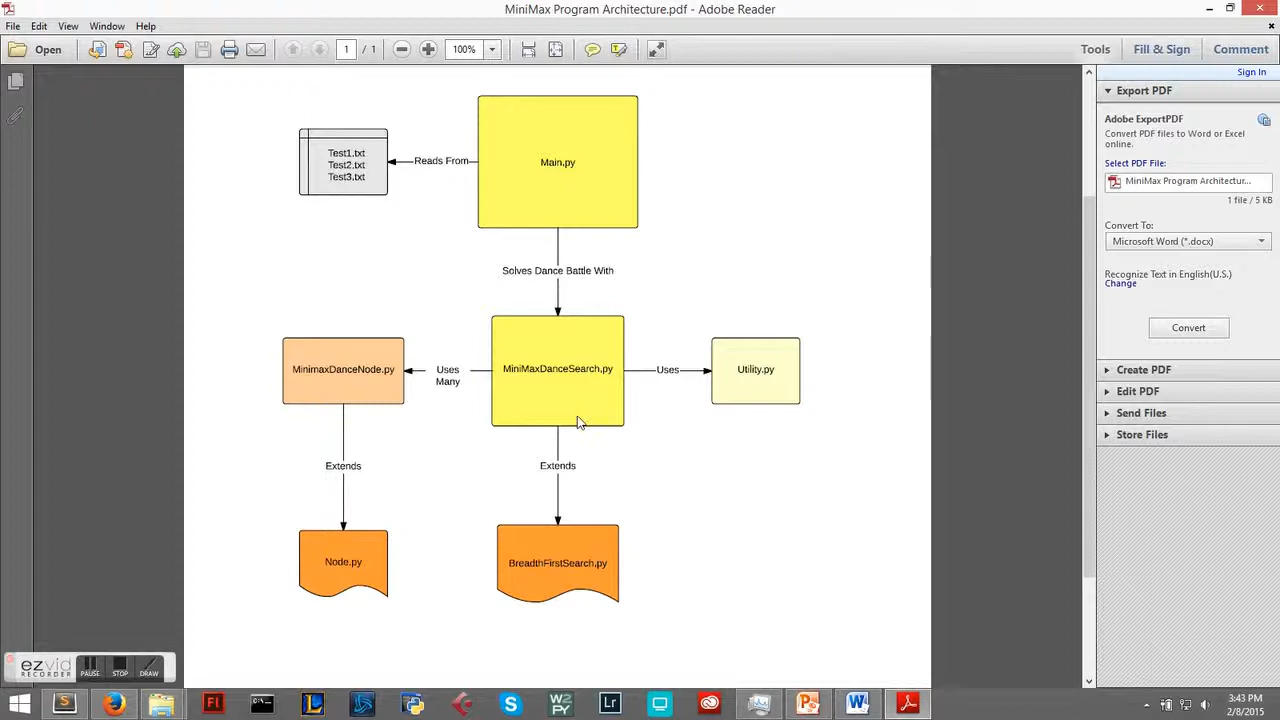 MiniMax Program Architecture.pdf - Adobe Reader
File Edit View Window Help
Open 1 / 1 100% Tools Fill & Sign Comment
Sign In
Export PDF
Adobe ExportPDF
Convert PDF files to Word or Excel
online.
Select PDF File:
MiniMax Program Architectur...
1 file / 5 KB
Convert To:
Microsoft Word (*.docx)
Recognize Text in English(U.S.)
Change
Convert
Create PDF
Edit PDF
Send Files
Store Files
Test1.txt
Test2.txt
Test3.txt
Reads From
Main.py
Solves Dance Battle With
MinimaxDanceNode.py
Uses
Many
MiniMaxDanceSearch.py
Uses
Utility.py
Extends
Extends
Node.py
BreadthFirstSearch.py
ezvid
RECORDER
PAUSE STOP DRAW
Fl
L
S
W2
PY
Lr
P
W
3:43 PM
2/8/2015